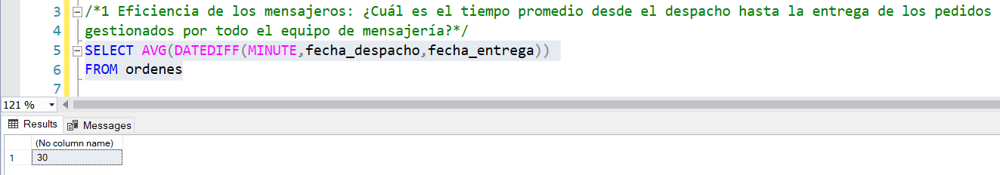 3 /*1 Eficiencia de los mensajeros: ¿Cuál es el tiempo promedio desde el despacho hasta la entrega de los pedidos
4 gestionados por todo el equipo de mensajería?*/
5 SELECT AVG(DATEDIFF(MINUTE,fecha_despacho,fecha_entrega))
6 FROM ordenes
7
121 %
Results Messages
(No column name)
1 30